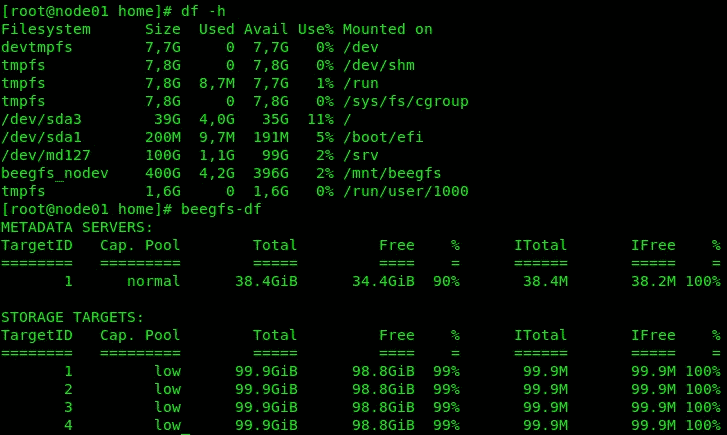 [root@node01 home]# df -h
Filesystem      Size  Used Avail Use% Mounted on
devtmpfs        7,7G     0  7,7G   0% /dev
tmpfs           7,8G     0  7,8G   0% /dev/shm
tmpfs           7,8G  8,7M  7,7G   1% /run
tmpfs           7,8G     0  7,8G   0% /sys/fs/cgroup
/dev/sda3        39G  4,0G   35G  11% /
/dev/sda1       200M  9,7M  191M   5% /boot/efi
/dev/md127      100G  1,1G   99G   2% /srv
beegfs_nodev    400G  4,2G  396G   2% /mnt/beegfs
tmpfs           1,6G     0  1,6G   0% /run/user/1000
[root@node01 home]# beegfs-df
METADATA SERVERS:
TargetID   Cap. Pool        Total         Free    %      ITotal       IFree    %
========   =========        =====         ====    =      ======       =====    =
       1      normal      38.4GiB      34.4GiB  90%       38.4M       38.2M 100%

STORAGE TARGETS:
TargetID   Cap. Pool        Total         Free    %      ITotal       IFree    %
========   =========        =====         ====    =      ======       =====    =
       1         low      99.9GiB      98.8GiB  99%       99.9M       99.9M 100%
       2         low      99.9GiB      98.8GiB  99%       99.9M       99.9M 100%
       3         low      99.9GiB      98.8GiB  99%       99.9M       99.9M 100%
       4         low      99.9GiB      98.8GiB  99%       99.9M       99.9M 100%